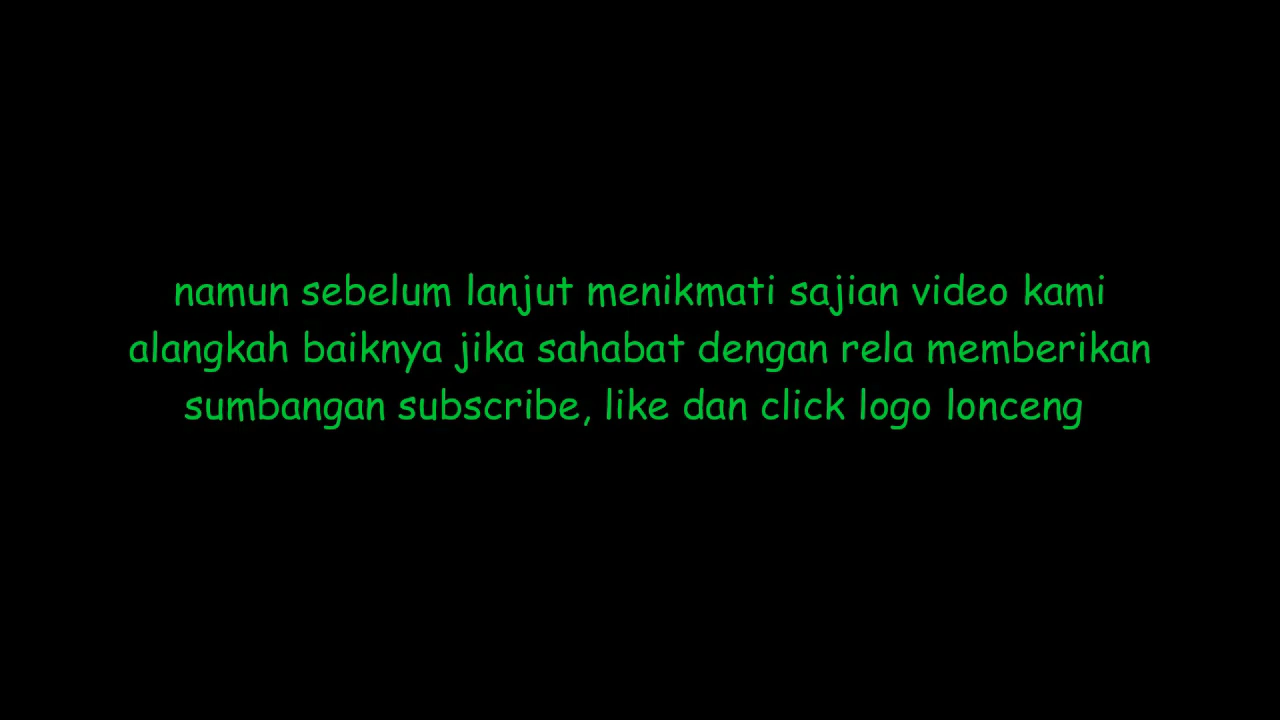 namun sebelum lanjut menikmati sajian video kami
alangkah baiknya jika sahabat dengan rela memberikan
sumbangan subscribe, like dan click logo lonceng